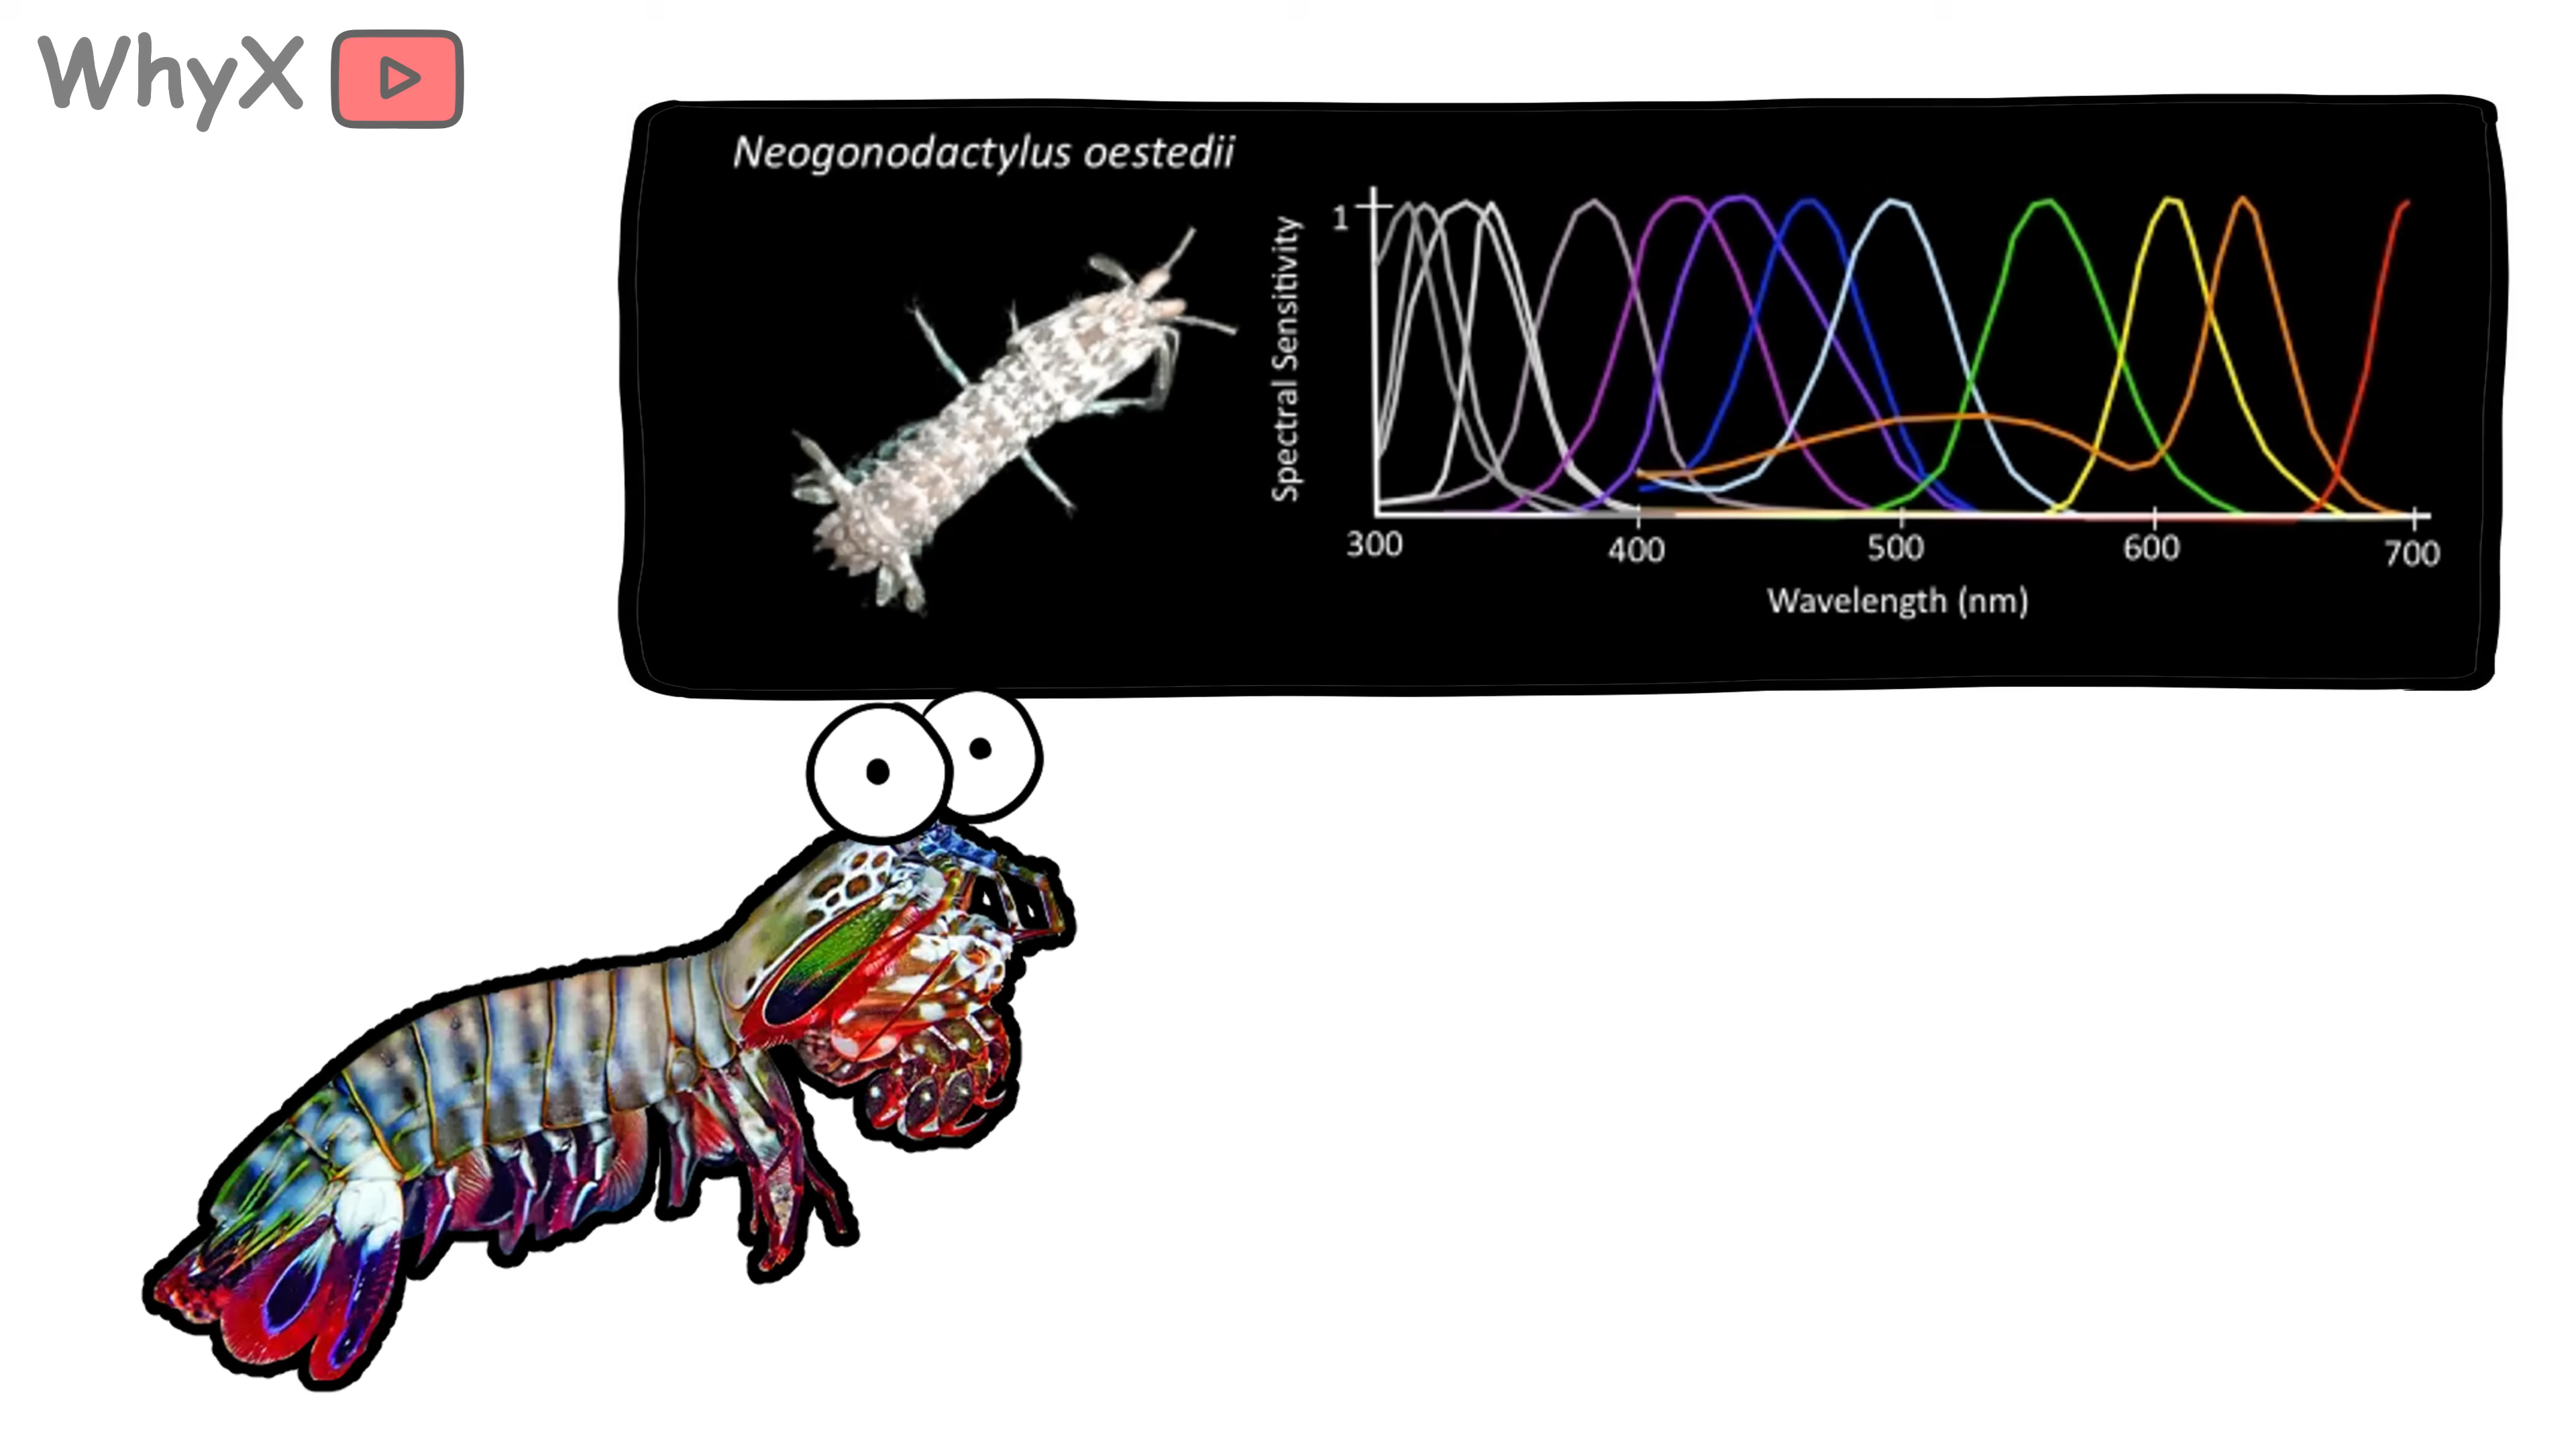 WhyX
Neogonodactylus oestedii
Spectral Sensitivity
1
300
400
500
600
700
Wavelength (nm)